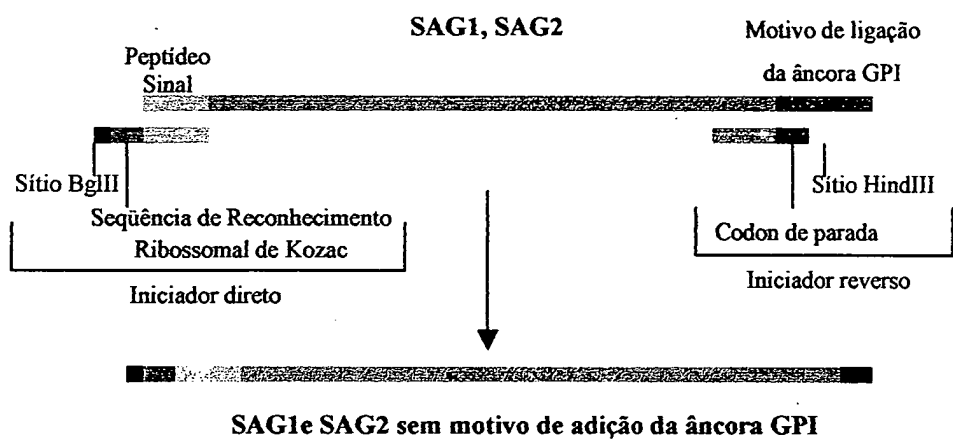 SAG1, SAG2
Motivo de ligação
da âncora GPI
Peptídeo
Sinal
Sítio BglII
Sítio HindIII
Seqüência de Reconhecimento
Ribossomal de Kozac
Codon de parada
Iniciador direto
Iniciador reverso
SAG1e SAG2 sem motivo de adição da âncora GPI